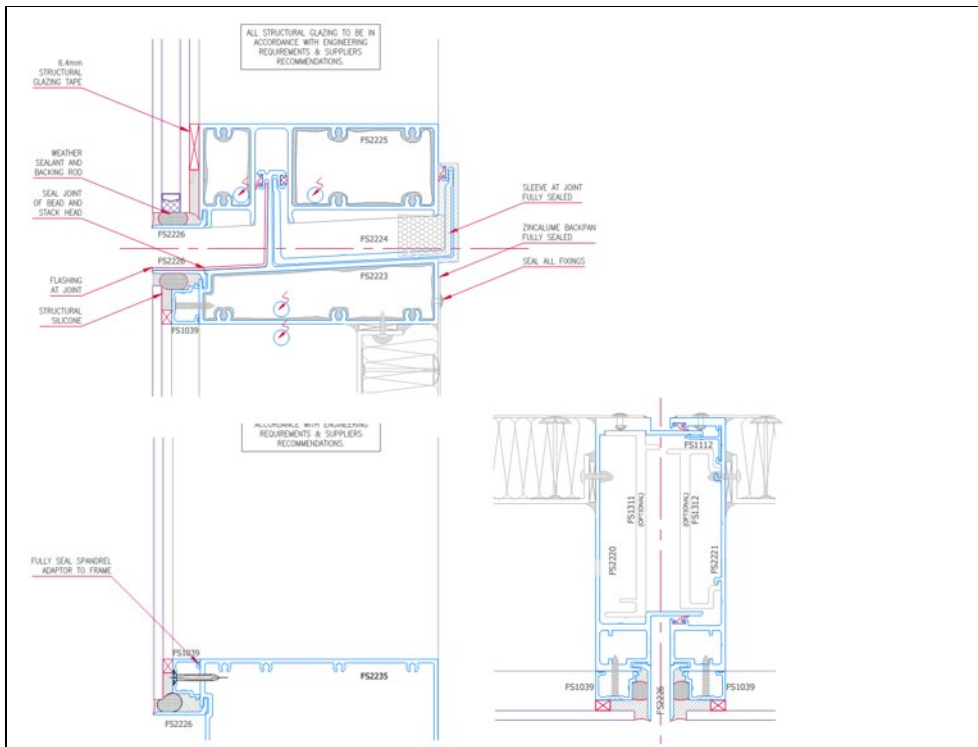 ALL STRUCTURAL GLAZING TO BE IN
ACCORDANCE WITH ENGINEERING
REQUIREMENTS & SUPPLIERS
RECOMMENDATIONS.
6.4mm
STRUCTURAL
GLAZING TAPE
WEATHER
SEALANT AND
BACKING ROD
SEAL JOINT
OF BEAD AND
STACK HEAD
FLASHING
AT JOINT
STRUCTURAL
SILICONE
FS2225
FS2226
FS2224
FS2226
FS2223
FS1039
SLEEVE AT JOINT
FULLY SEALED
ZINCALUME BACKPAN
FULLY SEALED
SEAL ALL FIXINGS
ACCORDANCE WITH ENGINEERING
REQUIREMENTS & SUPPLIERS
RECOMMENDATIONS.
FULLY SEAL SPANDREL
ADAPTOR TO FRAME
FS1039
FS2235
FS2226
FS1112
FS1311
(OPTIONAL)
(OPTIONAL)
FS1312
FS2220
FS2221
FS1039
FS2226
FS1039